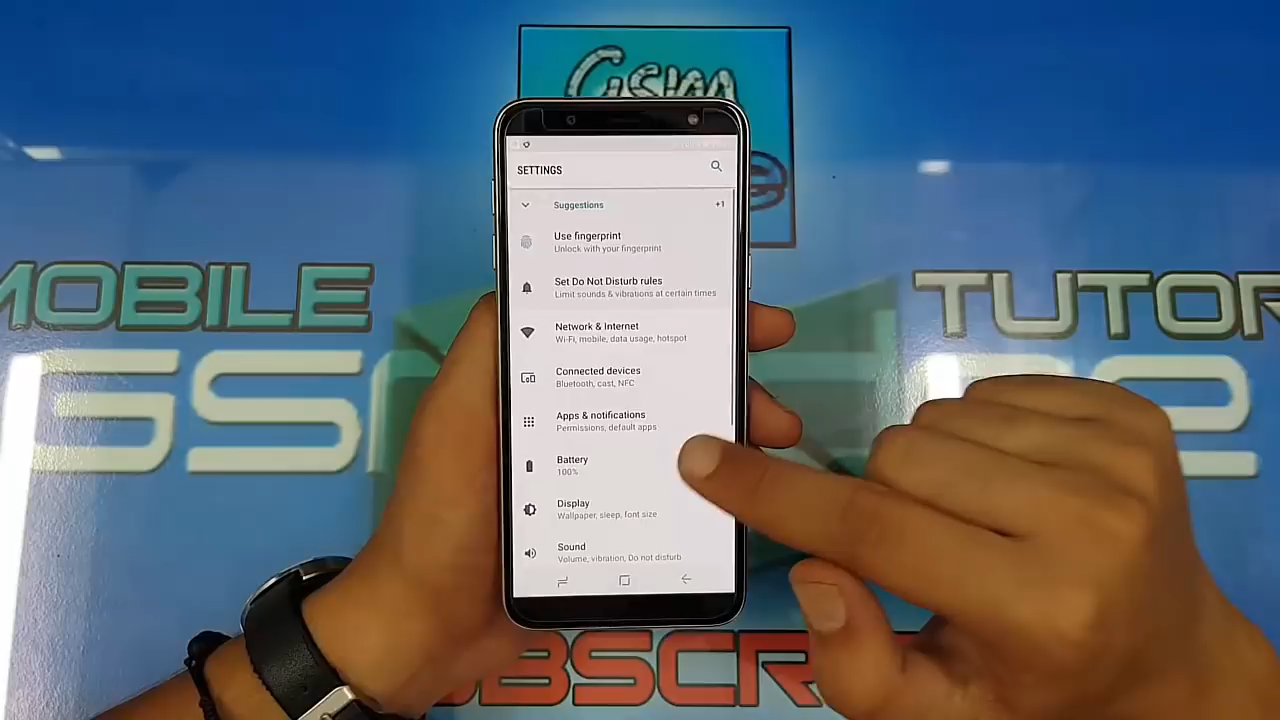 Gsm
SETTINGS
Suggestions
+1
Use fingerprint
Unlock with your fingerprint
Set Do Not Disturb rules
Limit sounds & vibrations at certain times
Network & Internet
Wi-Fi, mobile, data usage, hotspot
Connected devices
Bluetooth, cast, NFC
Apps & notifications
Permissions, default apps
Battery
100%
Display
Wallpaper, sleep, font size
Sound
Volume, vibration, Do not disturb
MOBILE
TUTOR
GS
BSCR